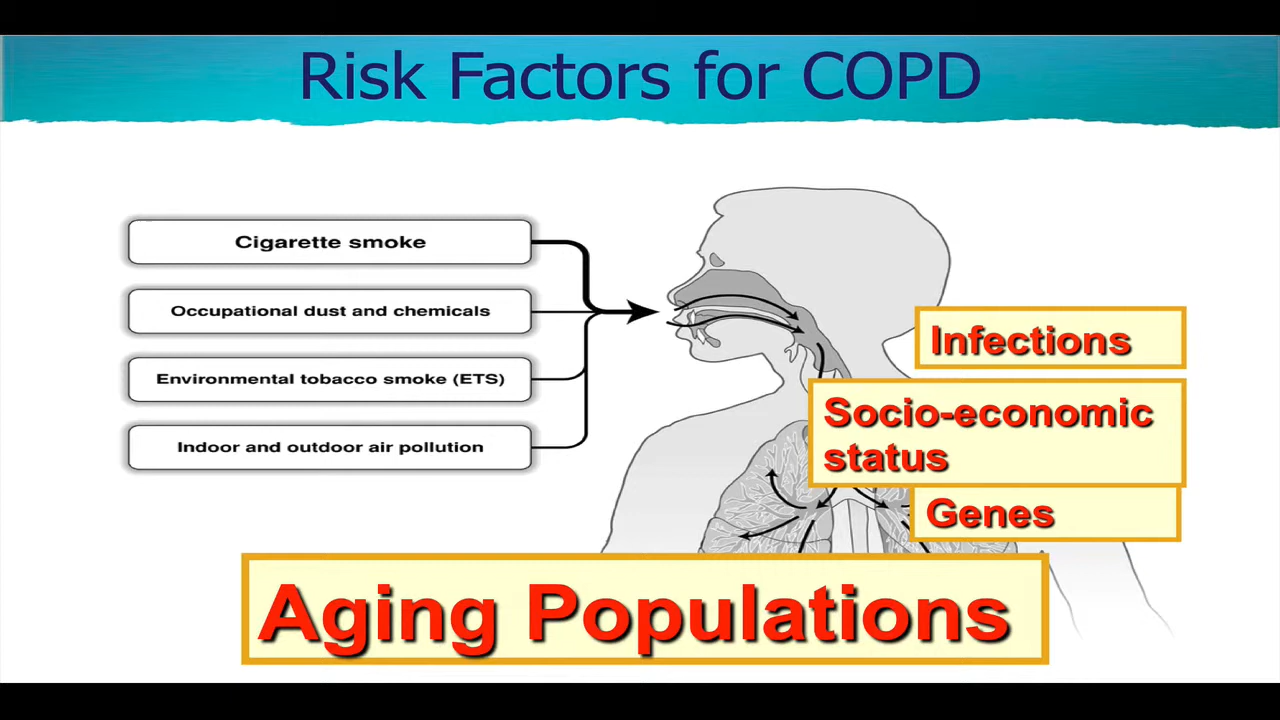 Risk Factors for COPD
Cigarette smoke
Occupational dust and chemicals
Environmental tobacco smoke (ETS)
Indoor and outdoor air pollution
Infections
Socio-economic
status
Genes
Aging Populations